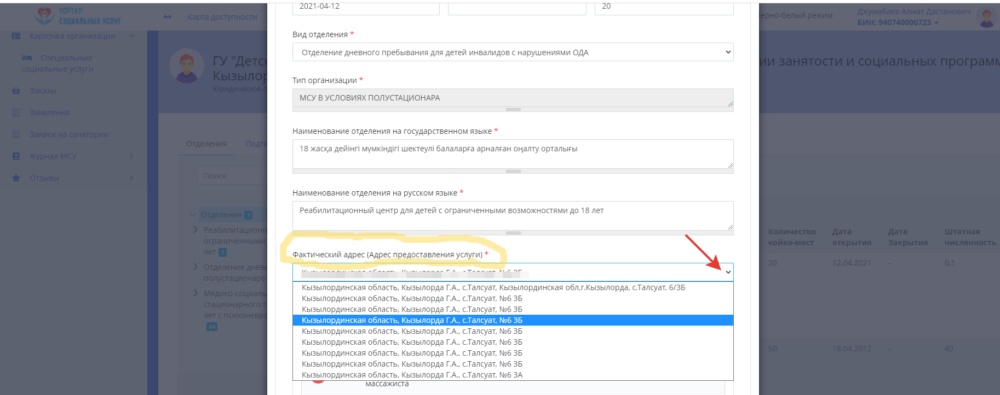 ПОРТАЛ
СОЦИАЛЬНЫХ УСЛУГ
Карта доступности
ерно-белый режим
Джумабаев Алмат Дастанович
БИН: 940740000723
Карточка организации
Специальные
социальные услуги
Заказы
Заявления
Заявки на санатории
Журнал МСУ
Отзывы
ГУ "Детск
ии занятости и социальных программ
Кызылор
Юридическое л
Отделения
Подтв
Поиск
Отделения 3
Реабилитационн
ограниченными
лет 1
Отделение дневн
полустационаре
Медико-социаль
стационарного т
лет с психоневро
64
2021-04-12
20
Вид отделения *
Отделение дневного пребывания для детей инвалидов с нарушениями ОДА
Тип организации *
МСУ В УСЛОВИЯХ ПОЛУСТАЦИОНАРА
Наименование отделения на государственном языке *
18 жасқа дейінгі мүмкіндігі шектеулі балаларға арналған оңалту орталығы
Наименование отделения на русском языке *
Реабилитационный центр для детей с ограниченными возможностями до 18 лет
Фактический адрес (Адрес предоставления услуги) *
Кызылординская область, Кызылорда Г.А., с.Талсуат, №6 3Б
Кызылординская область, Кызылорда Г.А., с.Талсуат, Кызылординская обл,г.Кызылорда, с.Талсуат, 6/3Б
Кызылординская область, Кызылорда Г.А., с.Талсуат, №6 3Б
Кызылординская область, Кызылорда Г.А., с.Талсуат, №6 3Б
Кызылординская область, Кызылорда Г.А., с.Талсуат, №6 3Б
Кызылординская область, Кызылорда Г.А., с.Талсуат, №6 3Б
Кызылординская область, Кызылорда Г.А., с.Талсуат, №6 3Б
Кызылординская область, Кызылорда Г.А., с.Талсуат, №6 3Б
Кызылординская область, Кызылорда Г.А., с.Талсуат, №6 3Б
Кызылординская область, Кызылорда Г.А., с.Талсуат, №6 3А
массажиста
Количество Дата Дата Штатная
койко-мест открытия Закрытия численность
20 12.04.2021 - 0.1
50 18.04.2012 - 40